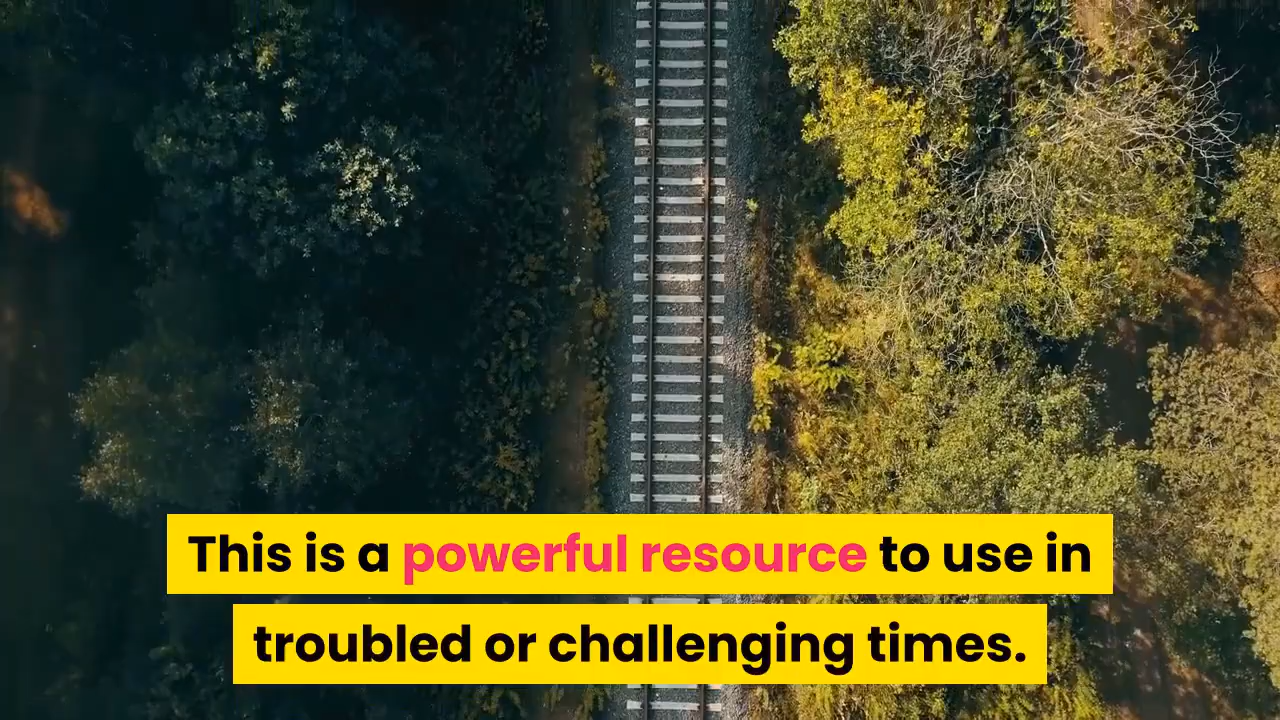 This is a powerful resource to use in
troubled or challenging times.